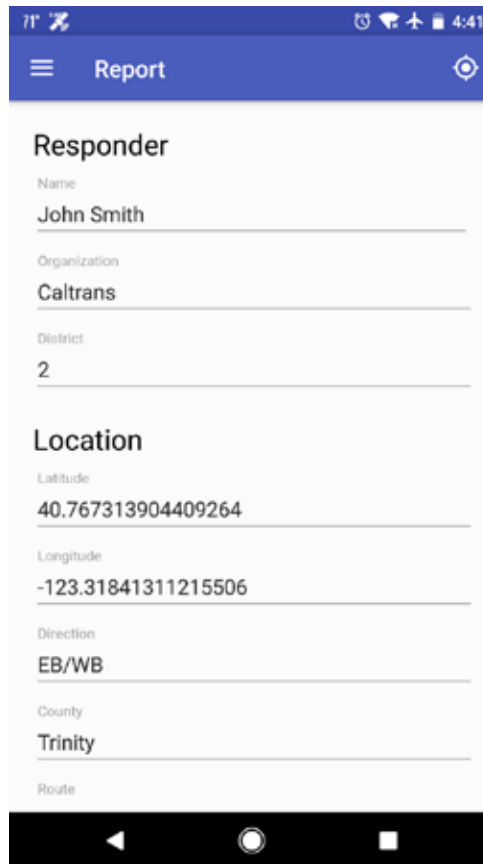 71° 4:41
Report
Responder
Name
John Smith
Organization
Caltrans
District
2
Location
Latitude
40.767313904409264
Longitude
-123.31841311215506
Direction
EB/WB
County
Trinity
Route